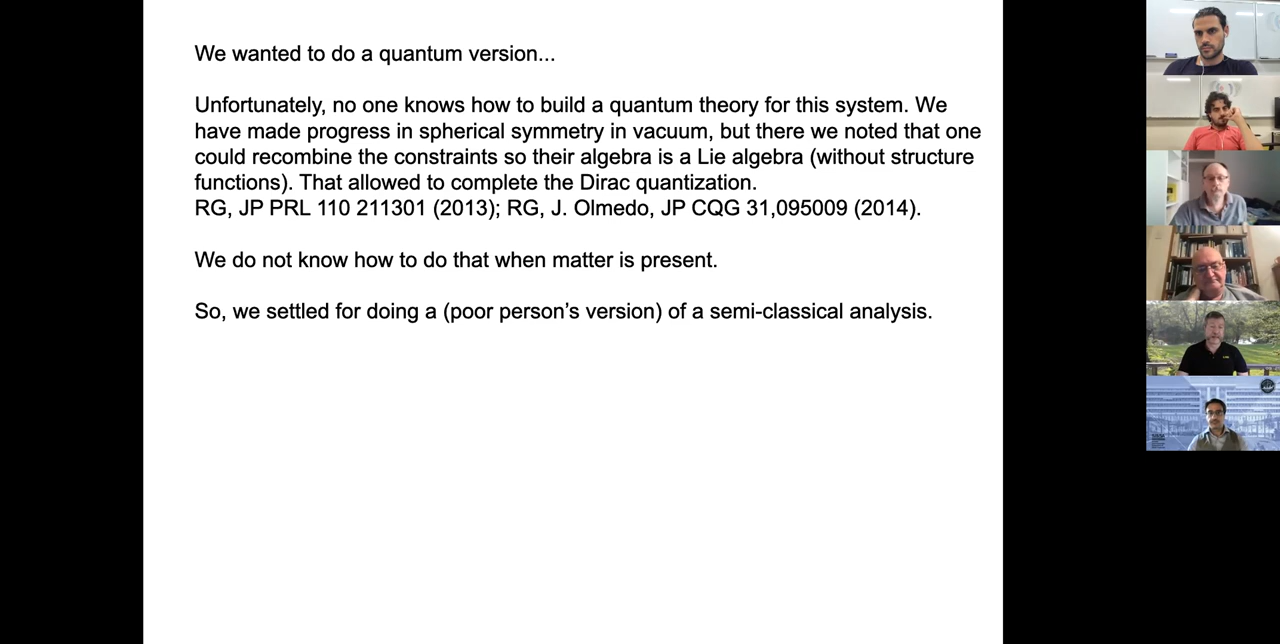 We wanted to do a quantum version...
Unfortunately, no one knows how to build a quantum theory for this system. We
have made progress in spherical symmetry in vacuum, but there we noted that one
could recombine the constraints so their algebra is a Lie algebra (without structure
functions). That allowed to complete the Dirac quantization.
RG, JP PRL 110 211301 (2013); RG, J. Olmedo, JP CQG 31,095009 (2014).
We do not know how to do that when matter is present.
So, we settled for doing a (poor person’s version) of a semi-classical analysis.